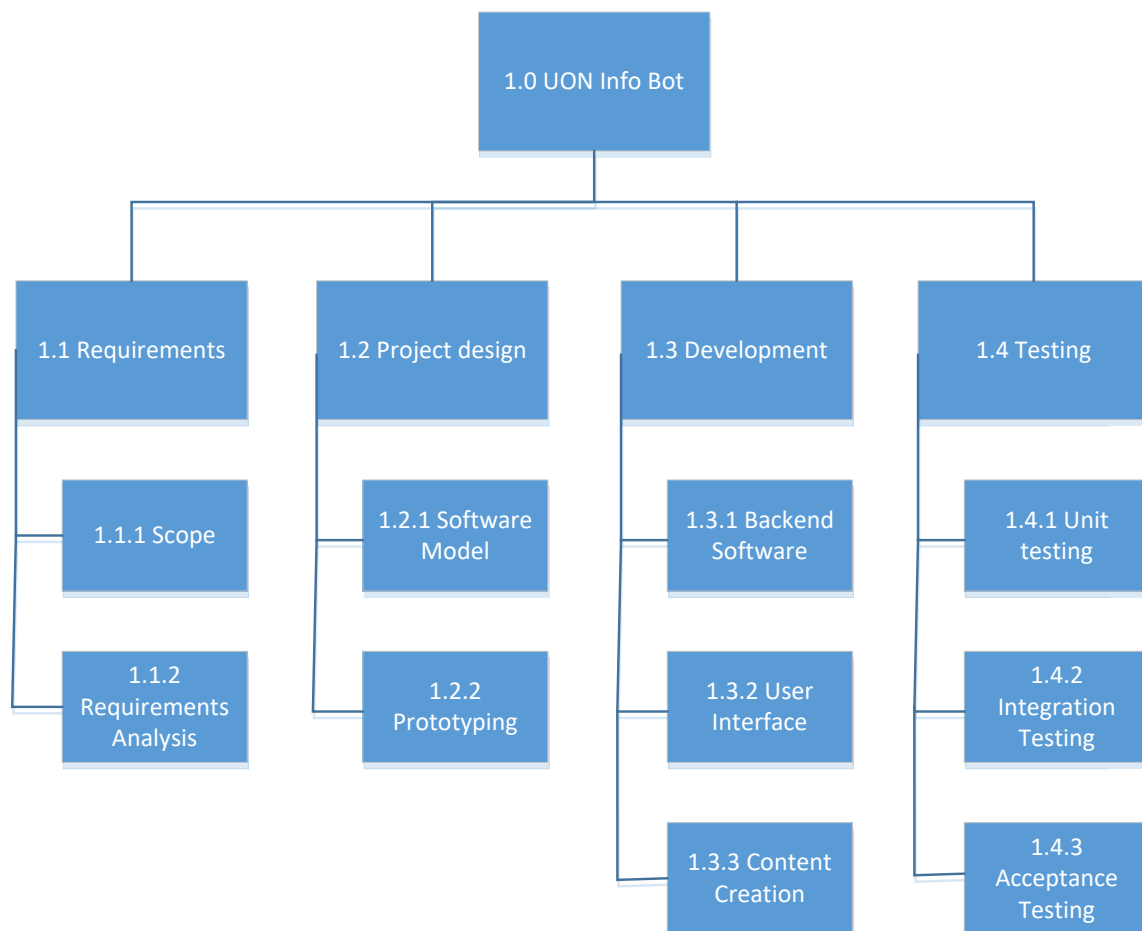 1.0 UON Info Bot
1.1 Requirements
1.2 Project design
1.3 Development
1.4 Testing
1.1.1 Scope
1.2.1 Software
Model
1.3.1 Backend
Software
1.4.1 Unit
testing
1.1.2
Requirements
Analysis
1.2.2
Prototyping
1.3.2 User
Interface
1.4.2
Integration
Testing
1.3.3 Content
Creation
1.4.3
Acceptance
Testing